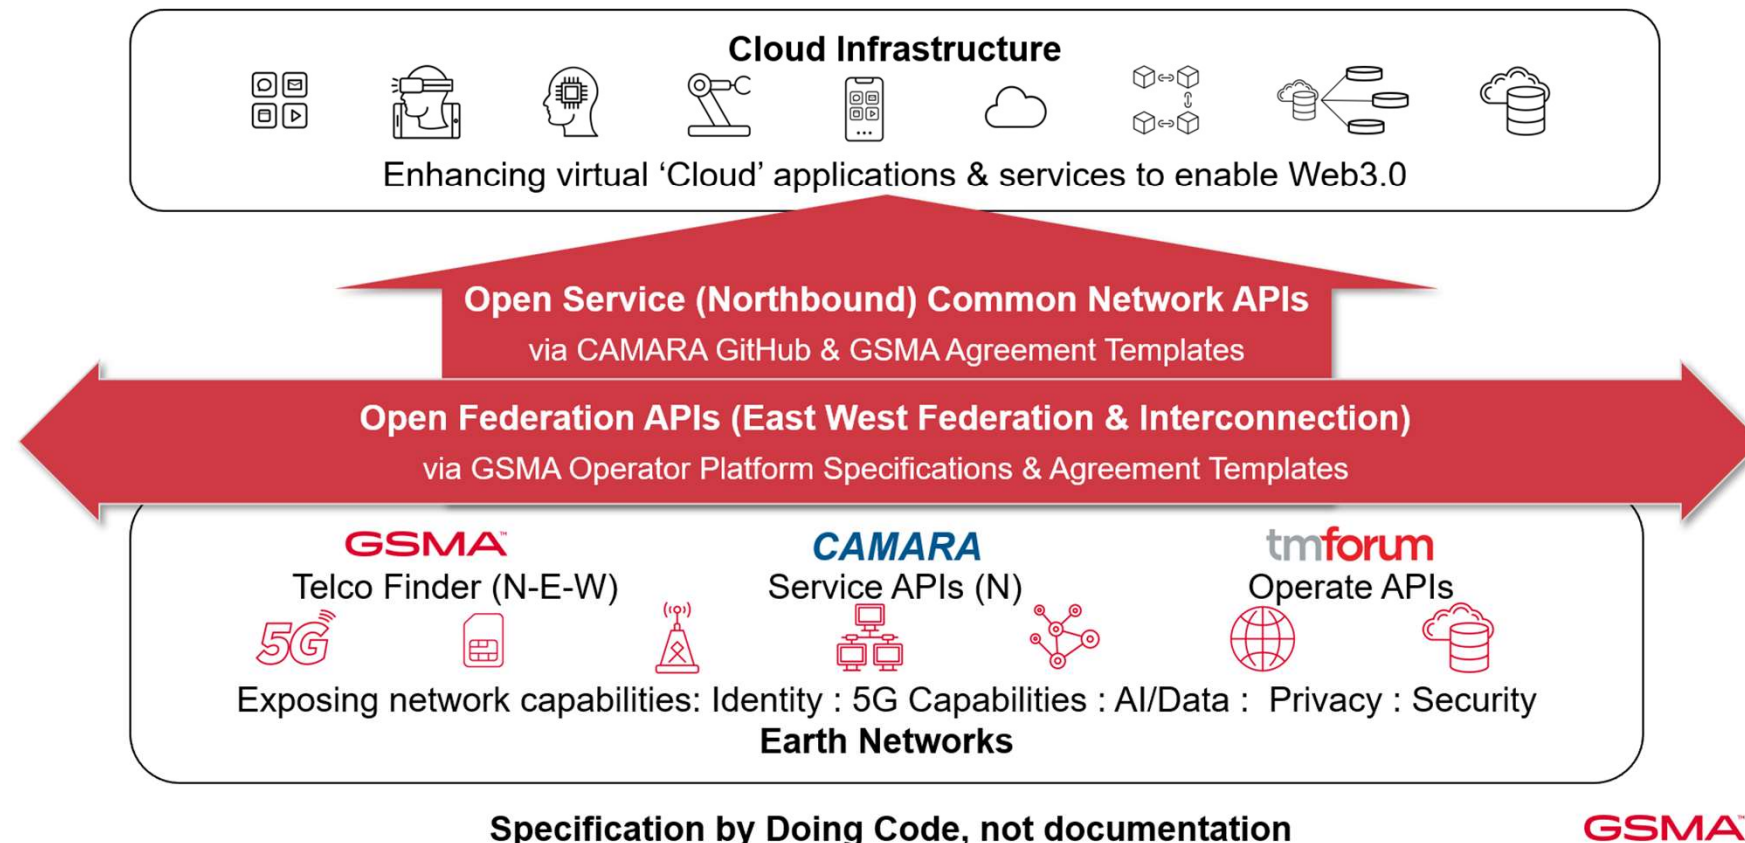 Cloud Infrastructure
Enhancing virtual ‘Cloud’ applications & services to enable Web3.0
Open Service (Northbound) Common Network APIs
via CAMARA GitHub & GSMA Agreement Templates
Open Federation APIs (East West Federation & Interconnection)
via GSMA Operator Platform Specifications & Agreement Templates
GSMA™ CAMARA tmforum
Telco Finder (N-E-W) Service APIs (N) Operate APIs
5G
Exposing network capabilities: Identity : 5G Capabilities : AI/Data : Privacy : Security
Earth Networks
Specification by Doing Code, not documentation
GSMA™